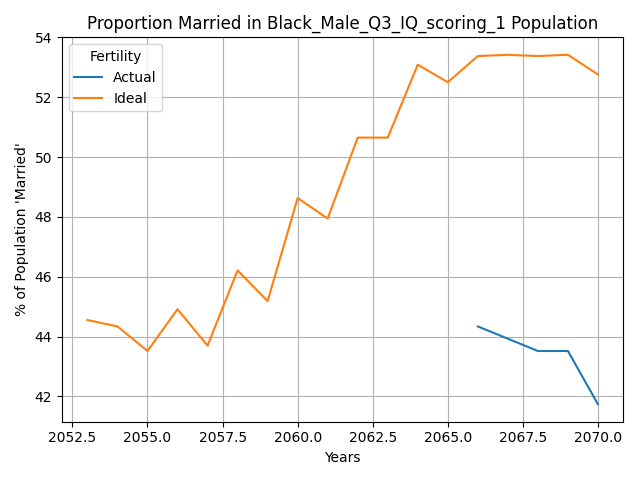 Proportion Married in Black_Male_Q3_IQ_scoring_1 Population
% of Population 'Married'
54
52
50
48
46
44
42
Fertility
Actual
Ideal
2052.5 2055.0 2057.5 2060.0 2062.5 2065.0 2067.5 2070.0
Years